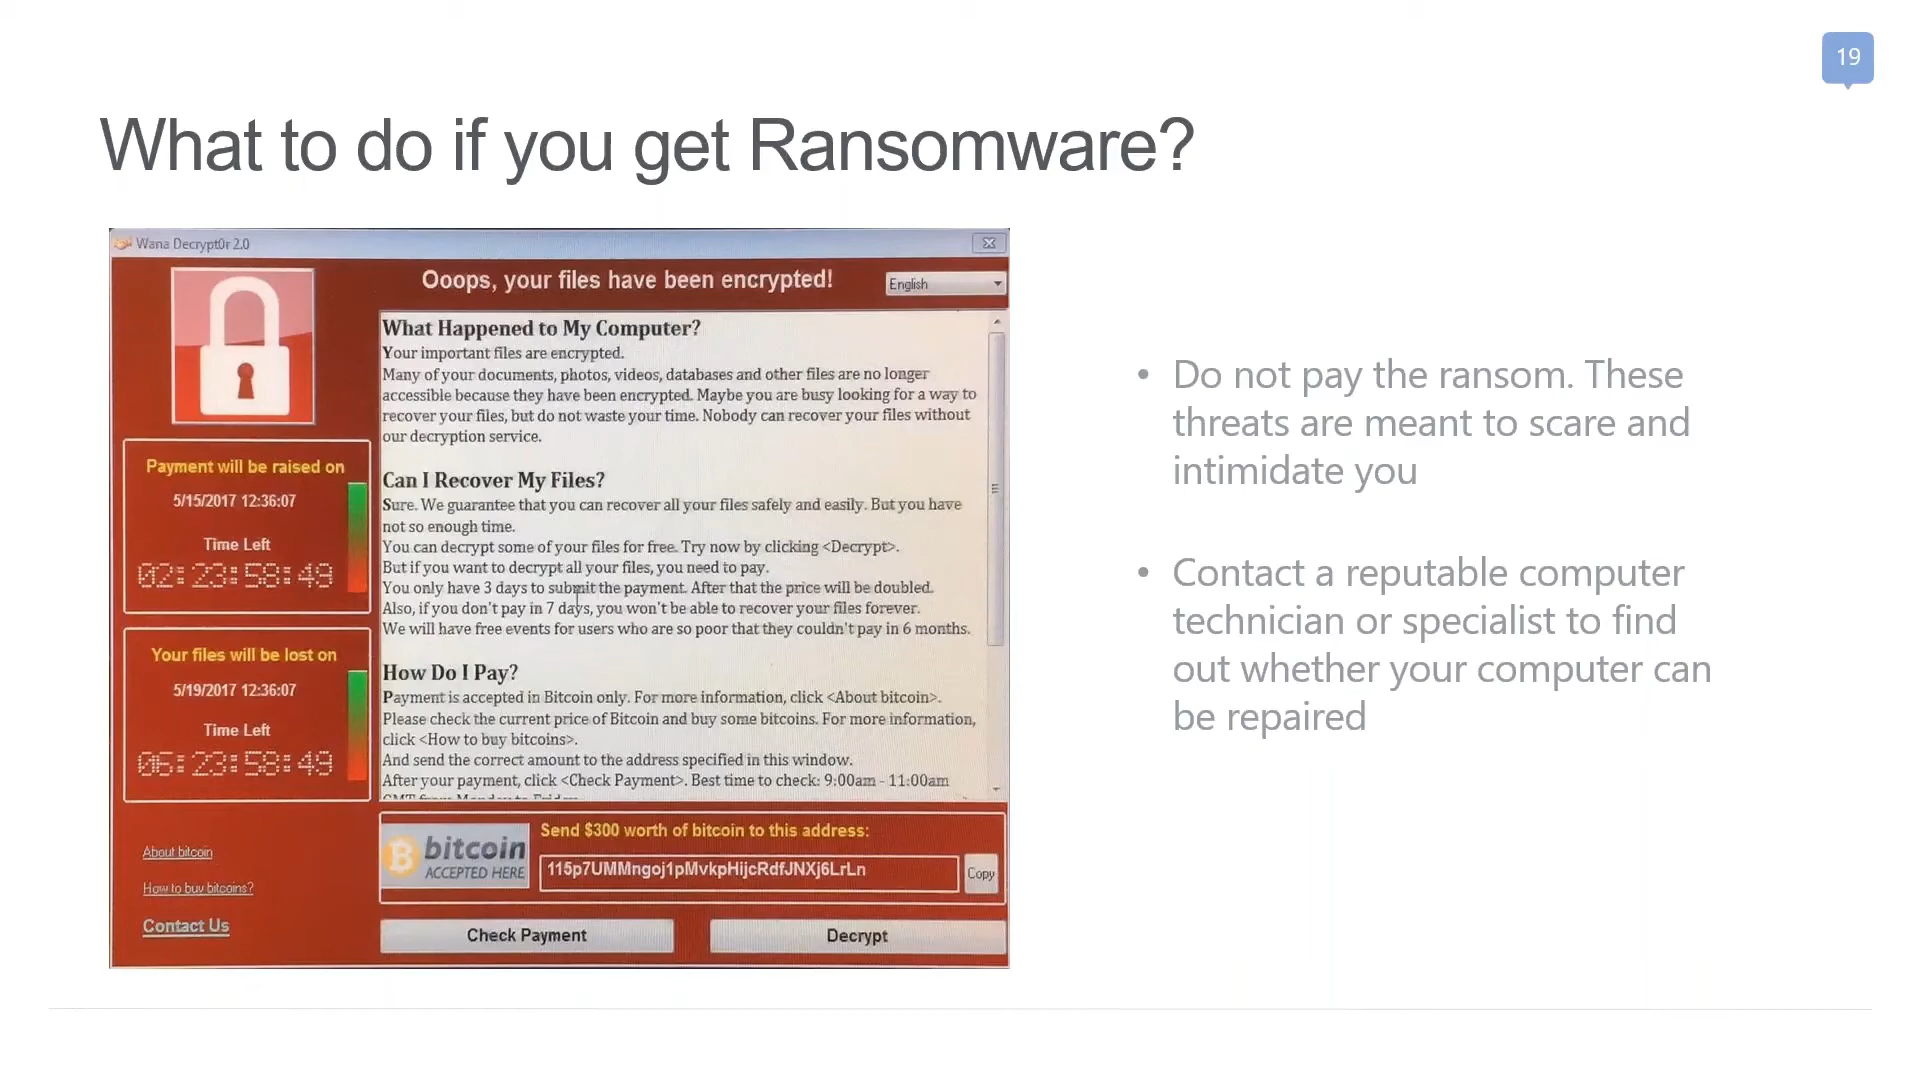 19
What to do if you get Ransomware?
Wana Decrypt0r 2.0
Ooops, your files have been encrypted!
English
What Happened to My Computer?
Your important files are encrypted.
Many of your documents, photos, videos, databases and other files are no longer
accessible because they have been encrypted. Maybe you are busy looking for a way to
recover your files, but do not waste your time. Nobody can recover your files without
our decryption service.
Can I Recover My Files?
Sure. We guarantee that you can recover all your files safely and easily. But you have
not so enough time.
You can decrypt some of your files for free. Try now by clicking <Decrypt>.
But if you want to decrypt all your files, you need to pay.
You only have 3 days to submit the payment. After that the price will be doubled.
Also, if you don't pay in 7 days, you won't be able to recover your files forever.
We will have free events for users who are so poor that they couldn't pay in 6 months.
How Do I Pay?
Payment is accepted in Bitcoin only. For more information, click <About bitcoin>.
Please check the current price of Bitcoin and buy some bitcoins. For more information,
click <How to buy bitcoins>.
And send the correct amount to the address specified in this window.
After your payment, click <Check Payment>. Best time to check: 9:00am - 11:00am
GMT from Monday to Friday
Payment will be raised on
5/15/2017 12:36:07
Time Left
02:23:58:49
Your files will be lost on
5/19/2017 12:36:07
Time Left
06:23:58:49
About bitcoin
How to buy bitcoins?
Contact Us
bitcoin
ACCEPTED HERE
Send $300 worth of bitcoin to this address:
115p7UMMngoj1pMvkpHijcRdfJNXj6LrLn
Copy
Check Payment
Decrypt
• Do not pay the ransom. These
threats are meant to scare and
intimidate you
• Contact a reputable computer
technician or specialist to find
out whether your computer can
be repaired